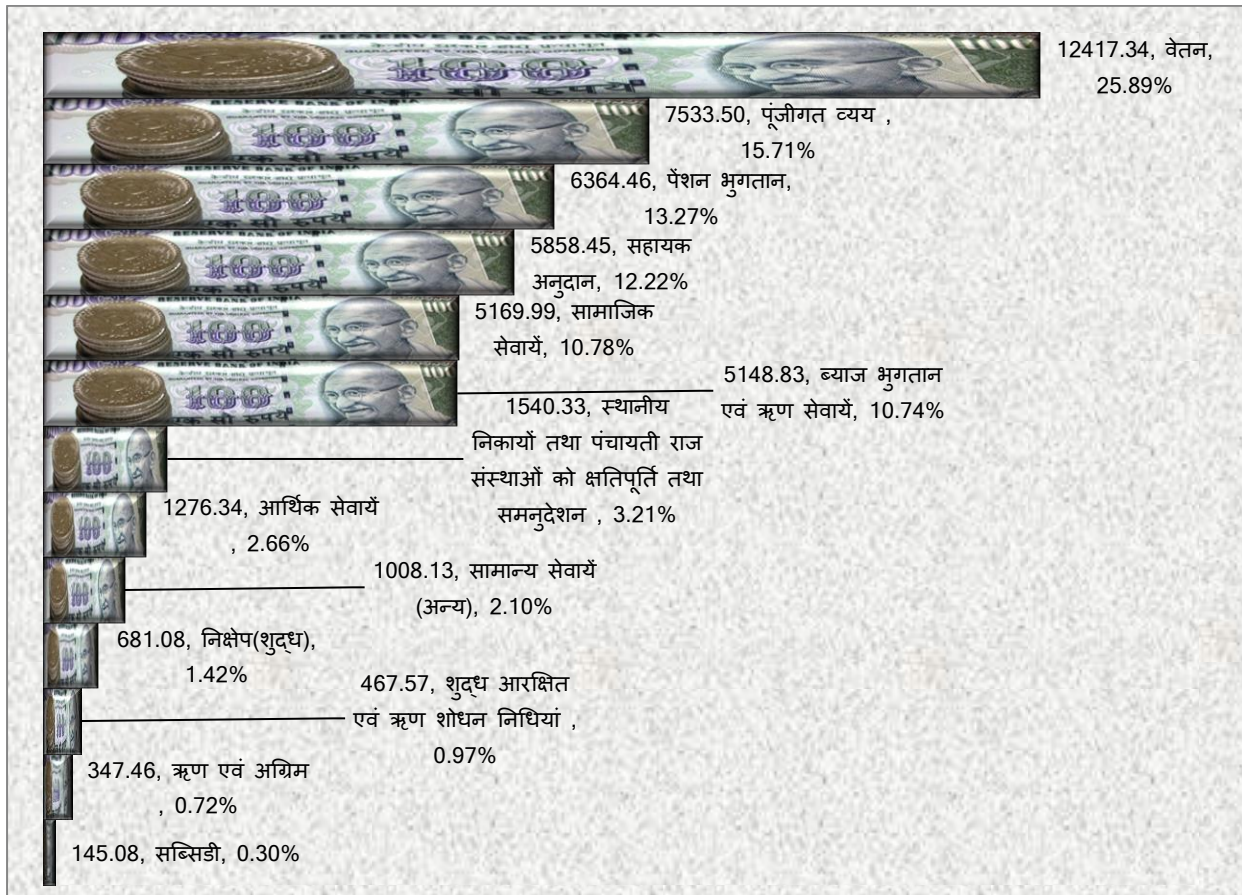 12417.34, वेतन,
25.89%
7533.50, पूंजीगत व्यय ,
15.71%
6364.46, पेंशन भुगतान,
13.27%
5858.45, सहायक
अनुदान, 12.22%
5169.99, सामाजिक
सेवायें, 10.78%
5148.83, ब्याज भुगतान
एवं ऋण सेवायें, 10.74%
1540.33, स्थानीय
निकायों तथा पंचायती राज
संस्थाओं को क्षतिपूर्ति तथा
समनुदेशन , 3.21%
1276.34, आर्थिक सेवायें
, 2.66%
1008.13, सामान्य सेवायें
(अन्य), 2.10%
681.08, निक्षेप(शुद्ध),
1.42%
467.57, शुद्ध आरक्षित
एवं ऋण शोधन निधियां ,
0.97%
347.46, ऋण एवं अग्रिम
, 0.72%
145.08, सब्सिडी, 0.30%